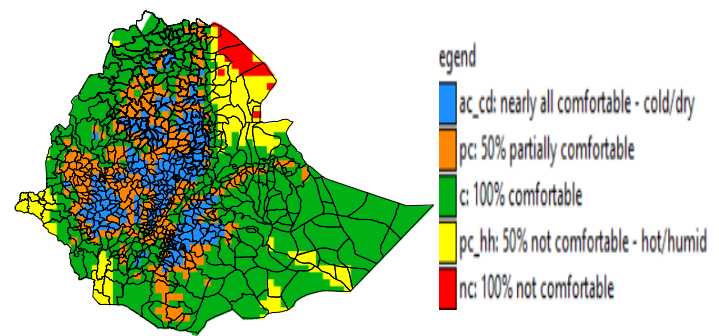 egend
ac_cd: nearly all comfortable - cold/dry
pc: 50% partially comfortable
c: 100% comfortable
pc_hh: 50% not comfortable - hot/humid
nc: 100% not comfortable